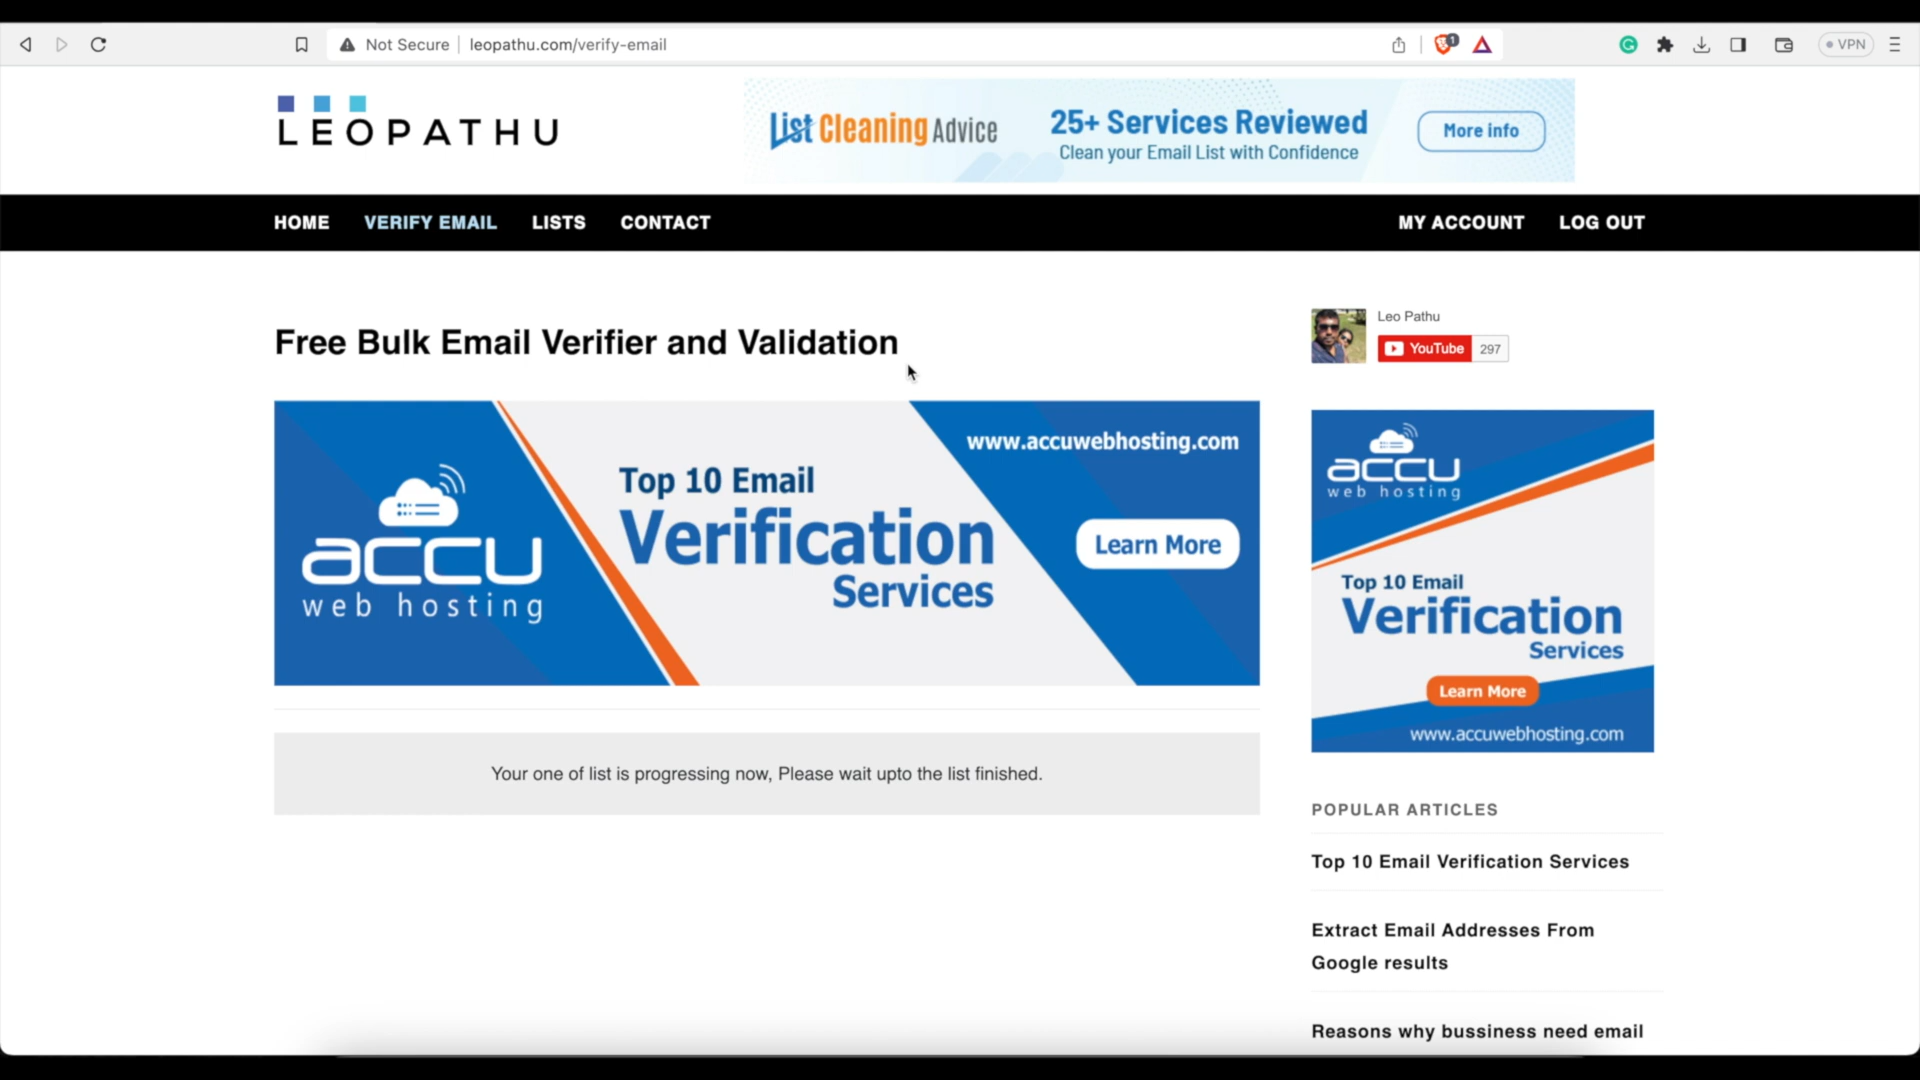 Not Secure
leopathu.com/verify-email
1
VPN
LEOPATHU
List Cleaning Advice
25+ Services Reviewed
Clean your Email List with Confidence
More info
HOME
VERIFY EMAIL
LISTS
CONTACT
MY ACCOUNT
LOG OUT
Free Bulk Email Verifier and Validation
Leo Pathu
YouTube
297
accu
web hosting
Top 10 Email
Verification
Services
www.accuwebhosting.com
Learn More
accu
web hosting
Top 10 Email
Verification
Services
Learn More
www.accuwebhosting.com
Your one of list is progressing now, Please wait upto the list finished.
POPULAR ARTICLES
Top 10 Email Verification Services
Extract Email Addresses From
Google results
Reasons why bussiness need email